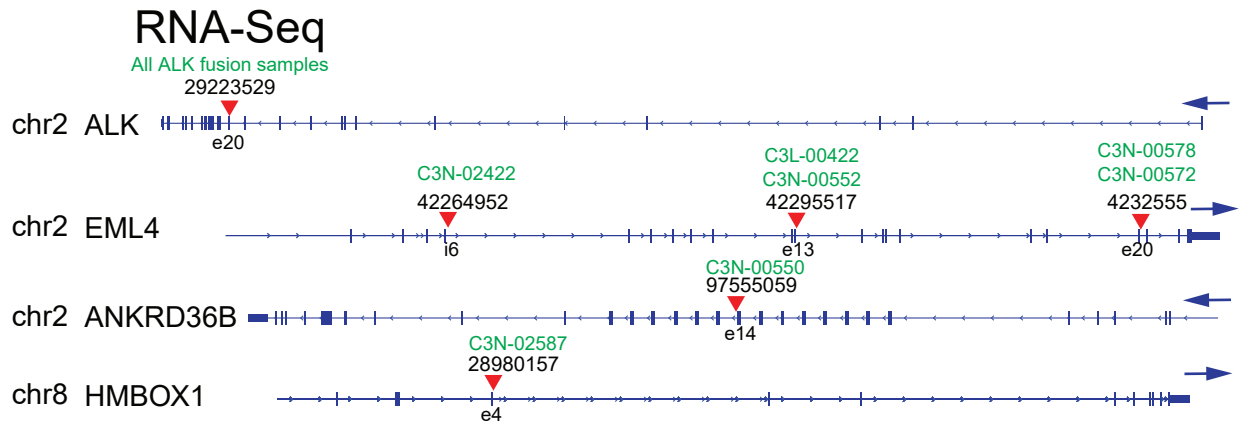 RNA-Seq
All ALK fusion samples
29223529
chr2 ALK
e20
C3N-02422
42264952
C3L-00422
C3N-00552
42295517
C3N-00578
C3N-00572
4232555
chr2 EML4
i6
e13
e20
C3N-00550
97555059
chr2 ANKRD36B
e14
C3N-02587
28980157
chr8 HMBOX1
e4